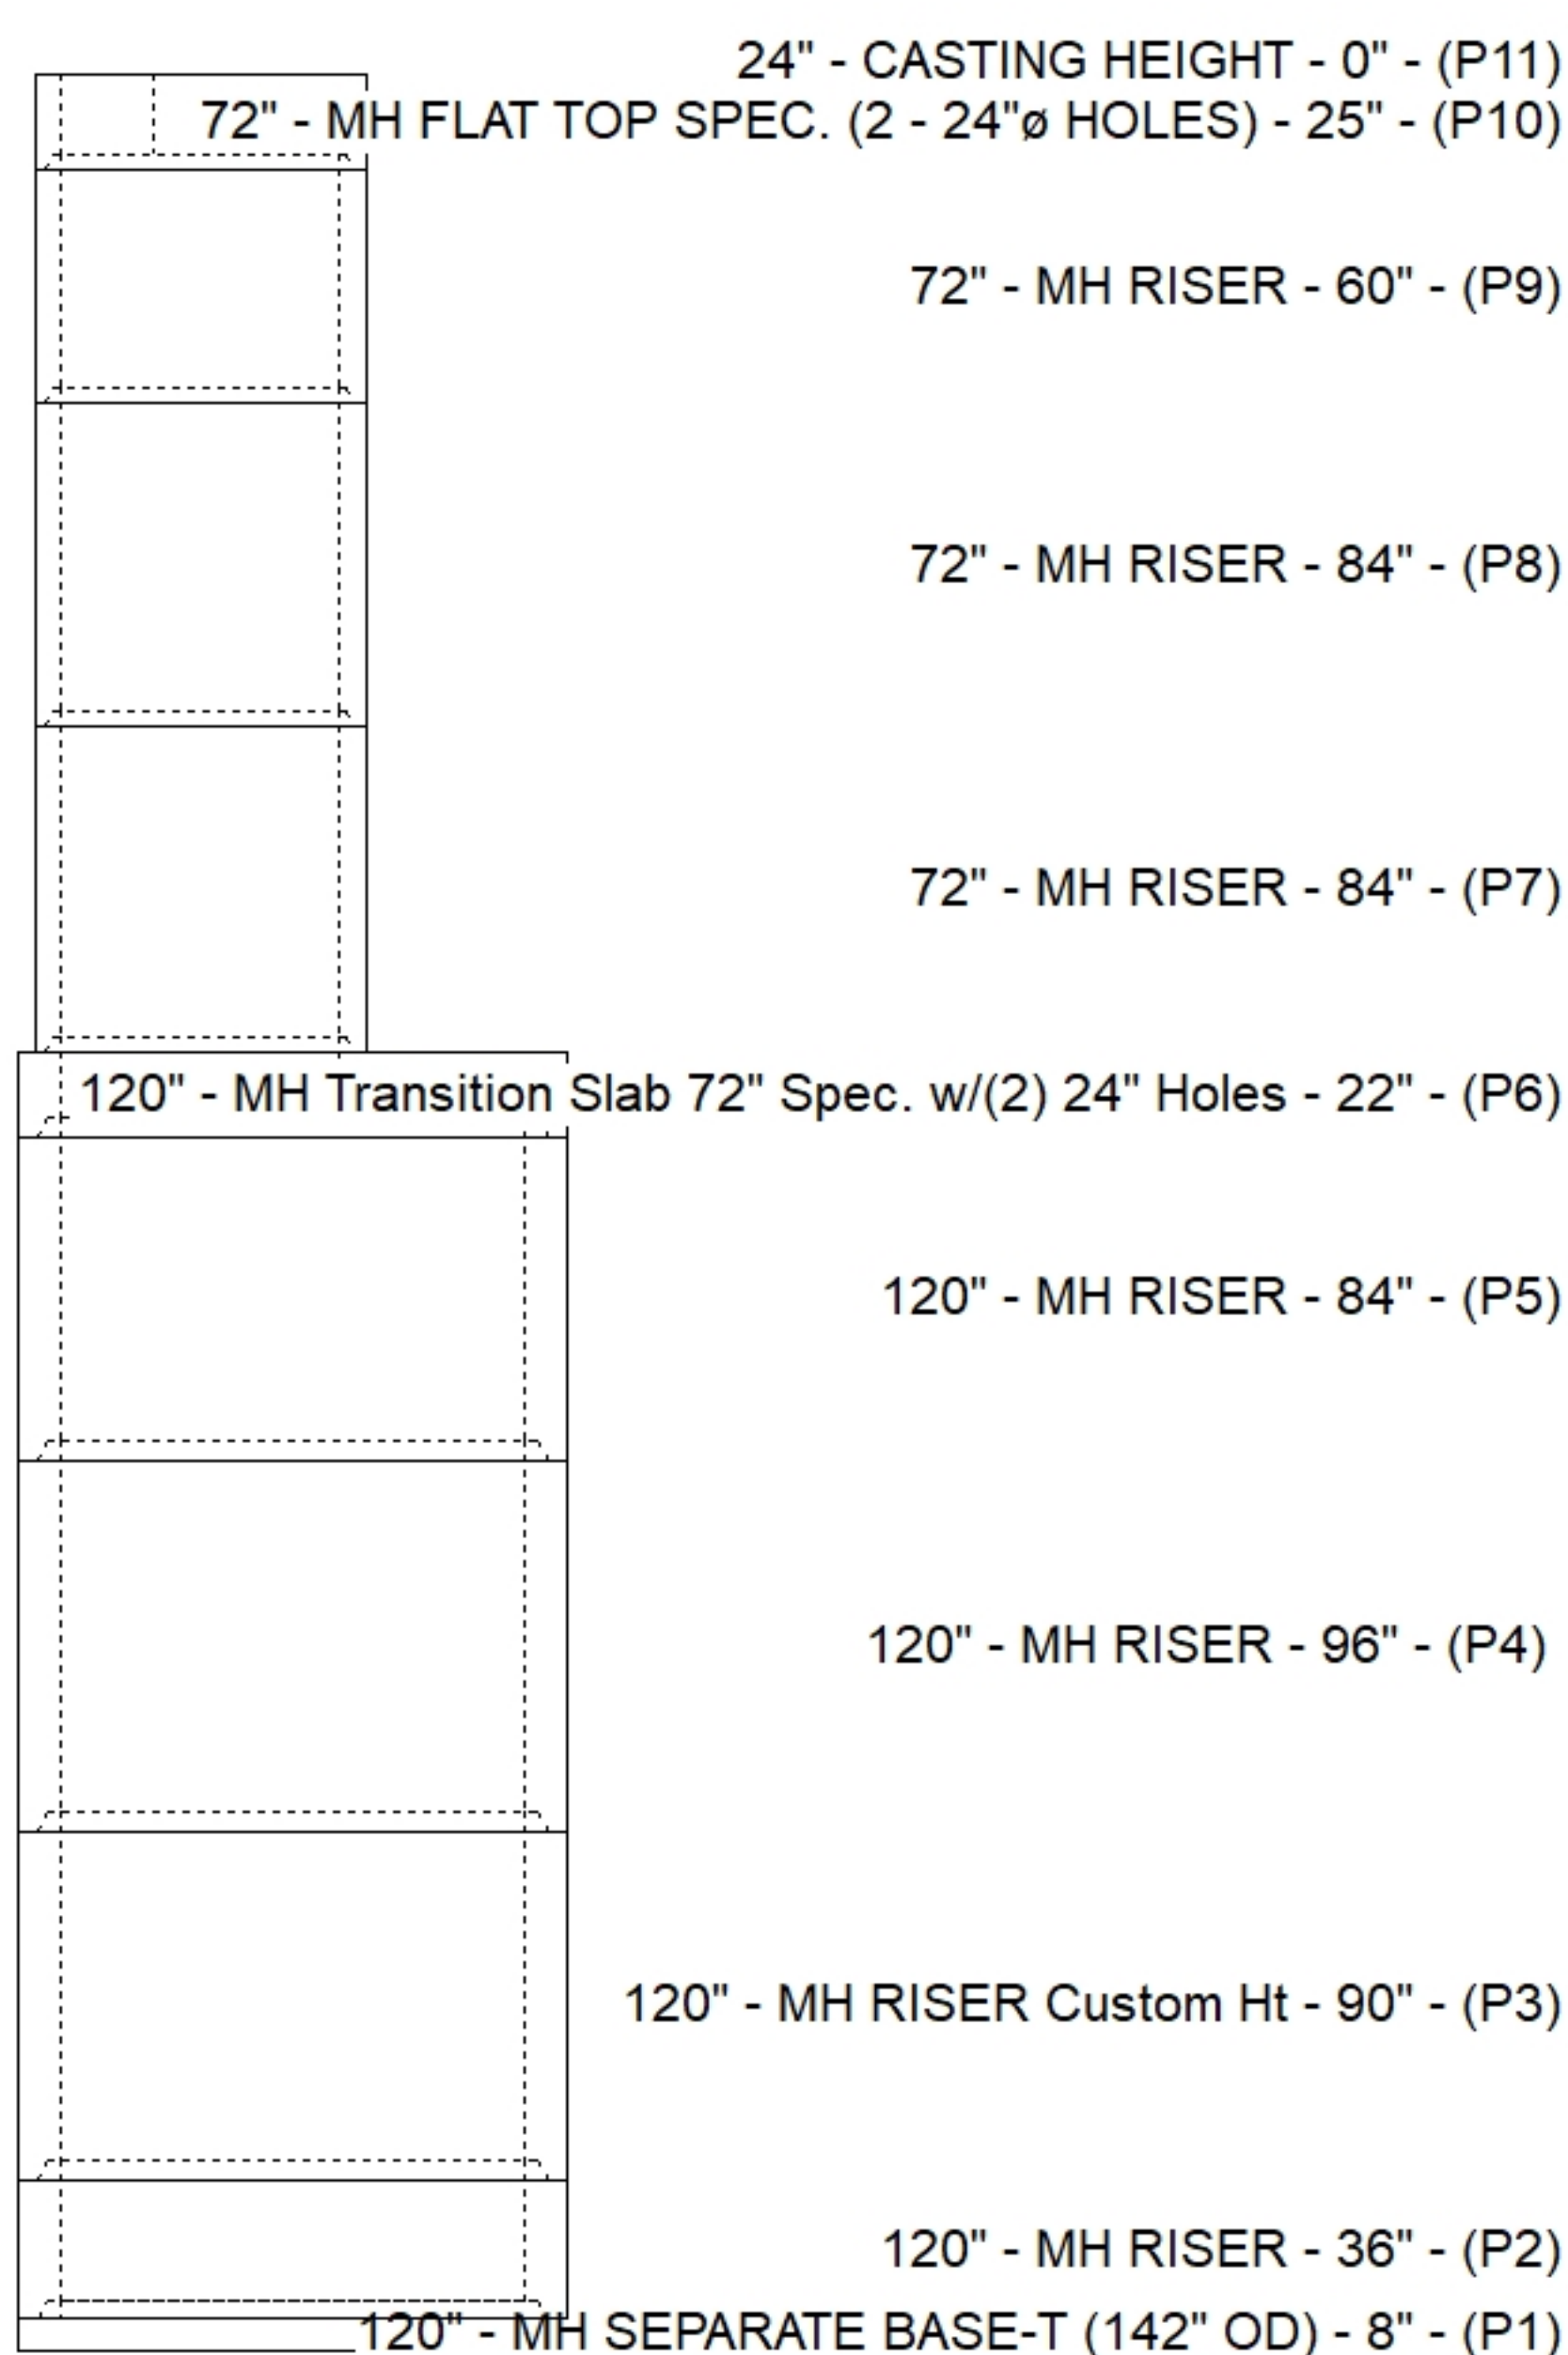 24" - CASTING HEIGHT - 0" - (P11)
72" - MH FLAT TOP SPEC. (2 - 24"ø HOLES) - 25" - (P10)
72" - MH RISER - 60" - (P9)
72" - MH RISER - 84" - (P8)
72" - MH RISER - 84" - (P7)
120" - MH Transition Slab 72" Spec. w/(2) 24" Holes - 22" - (P6)
120" - MH RISER - 84" - (P5)
120" - MH RISER - 96" - (P4)
120" - MH RISER Custom Ht - 90" - (P3)
120" - MH RISER - 36" - (P2)
120" - MH SEPARATE BASE-T (142" OD) - 8" - (P1)